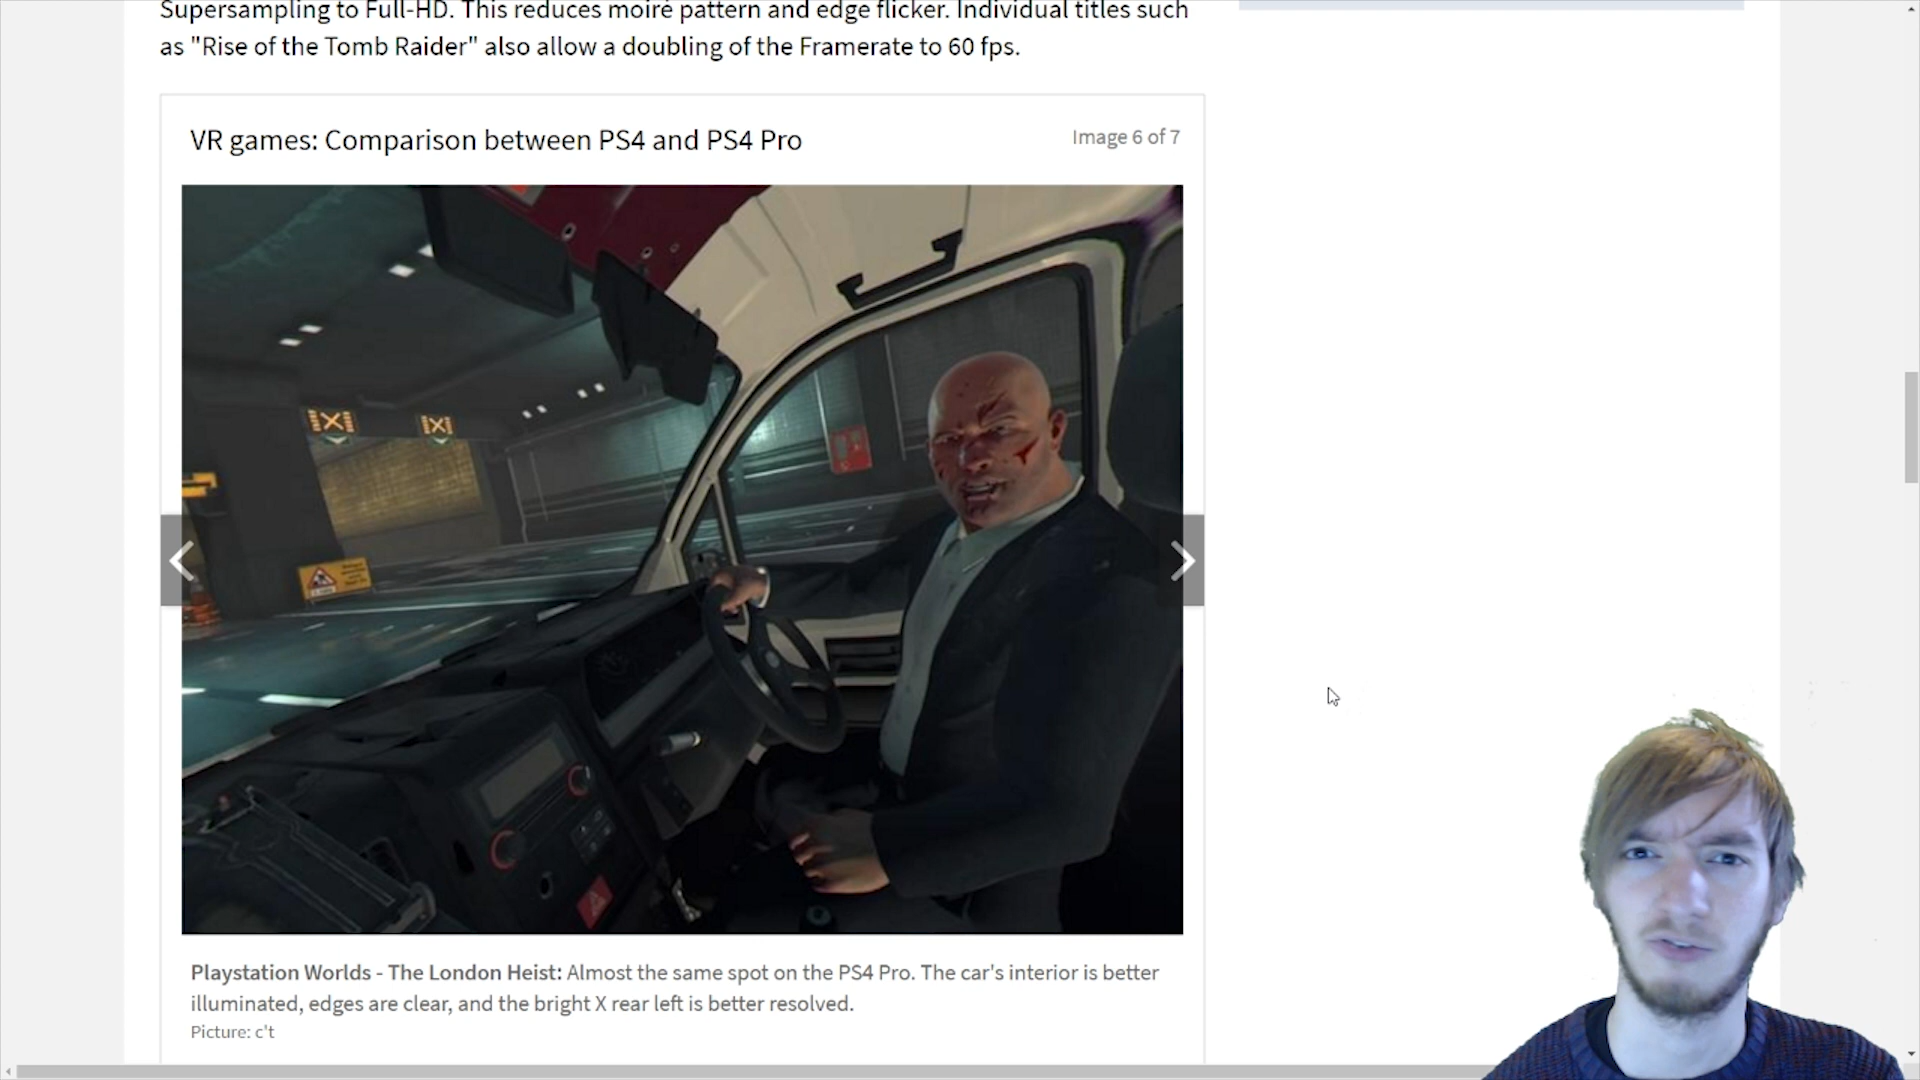 Supersampling to Full-HD. This reduces moiré pattern and edge flicker. Individual titles such
as "Rise of the Tomb Raider" also allow a doubling of the Framerate to 60 fps.
VR games: Comparison between PS4 and PS4 Pro
Image 6 of 7
Playstation Worlds - The London Heist: Almost the same spot on the PS4 Pro. The car's interior is better
illuminated, edges are clear, and the bright X rear left is better resolved.
Picture: c't